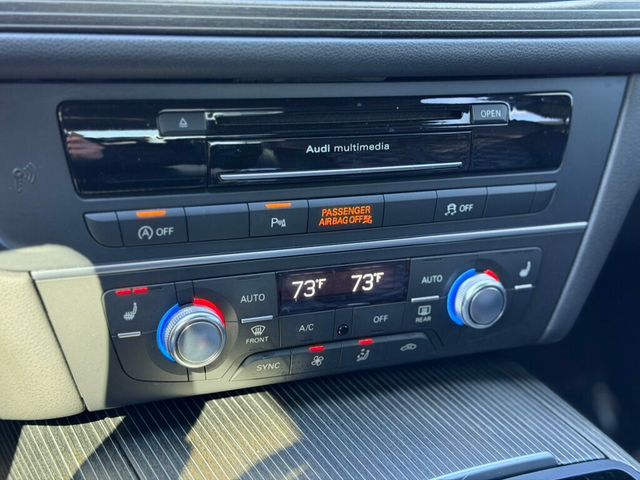 OPEN
Audi multimedia
A OFF
P
PASSENGER
AIRBAG OFF
OFF
AUTO
73°F
73°F
AUTO
FRONT
A/C
OFF
REAR
SYNC